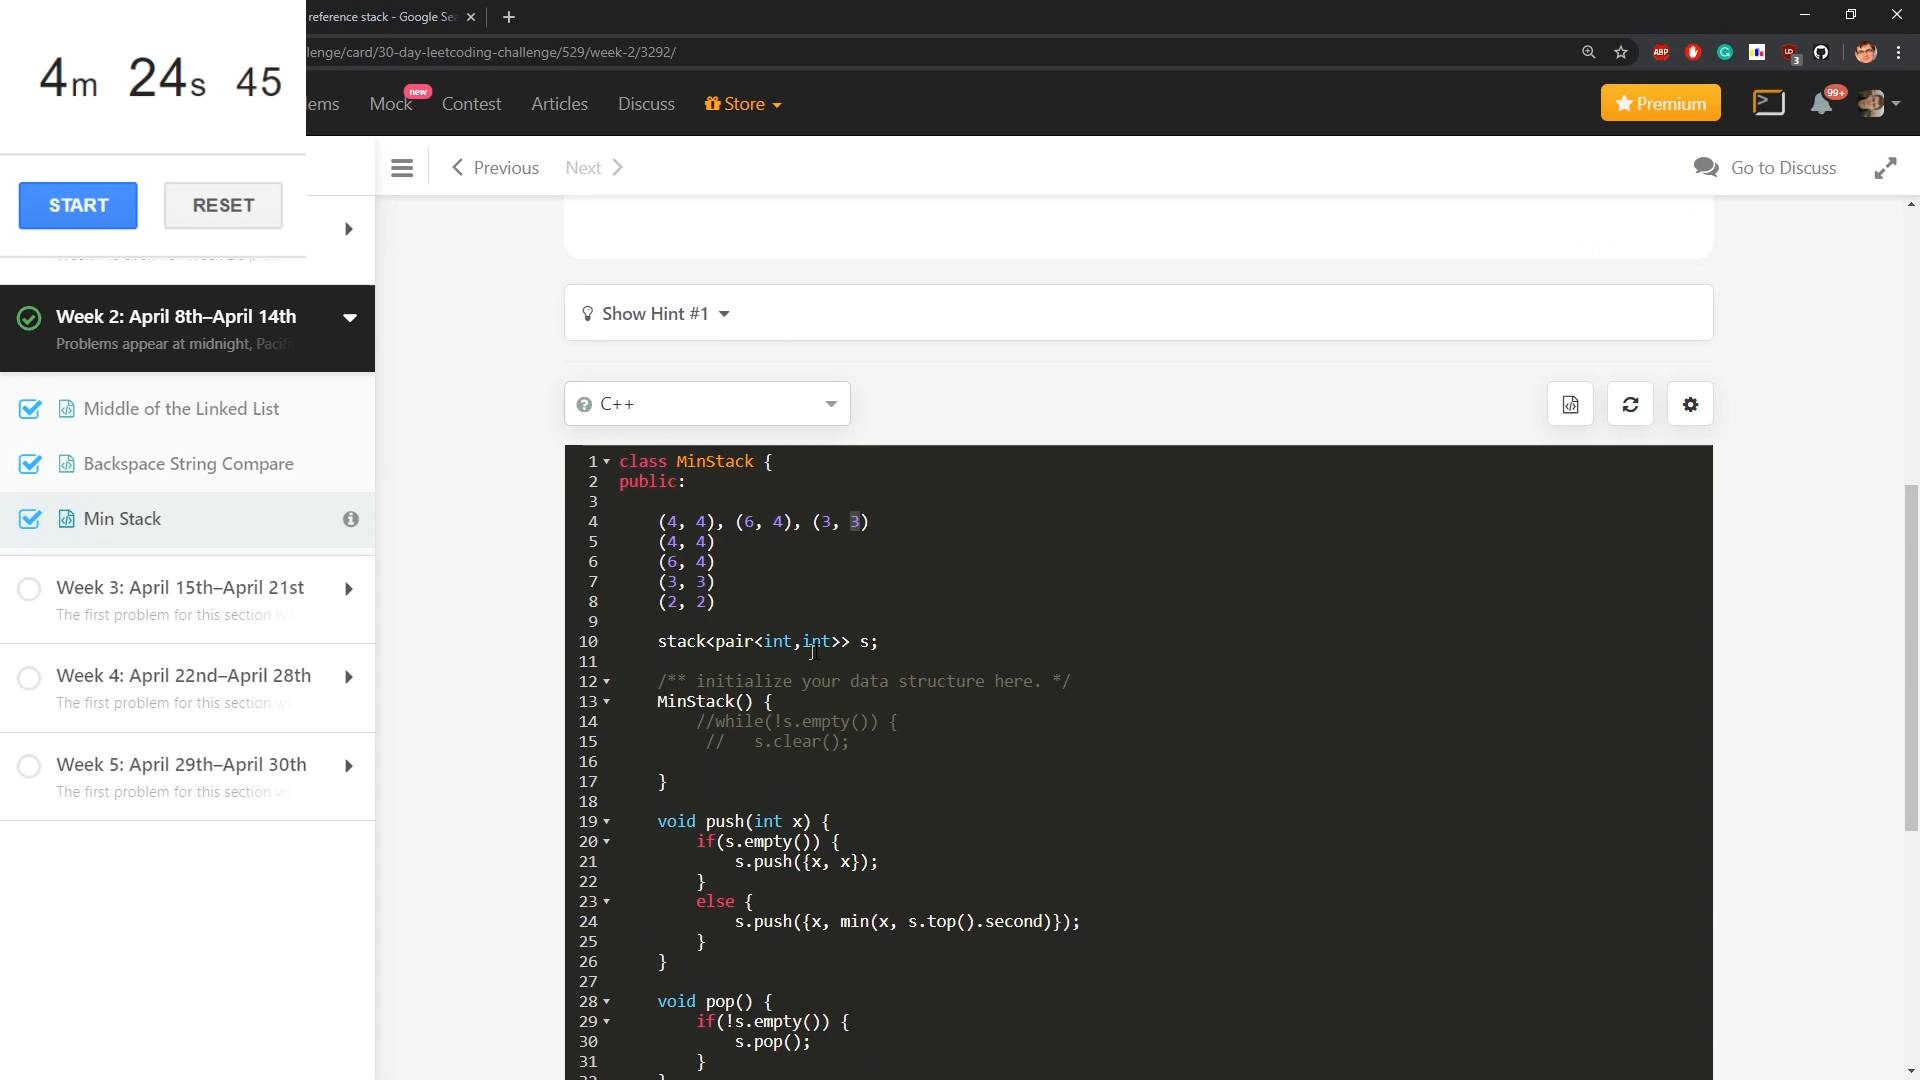 4m 24s 45
START
RESET
reference stack - Google Se
lenge/card/30-day-leetcoding-challenge/529/week-2/3292/
ABP
UD
3
ems
Mock
new
Contest
Articles
Discuss
Store
Premium
99+
Previous
Next
Go to Discuss
Week 2: April 8th–April 14th
Problems appear at midnight, Pacif
Middle of the Linked List
Backspace String Compare
Min Stack
Week 3: April 15th–April 21st
The first problem for this section w
Week 4: April 22nd–April 28th
The first problem for this section w
Week 5: April 29th–April 30th
The first problem for this section w
Show Hint #1
C++
1 class MinStack {
2 public:
3
4 (4, 4), (6, 4), (3, 3)
5 (4, 4)
6 (6, 4)
7 (3, 3)
8 (2, 2)
9
10 stack<pair<int,int>> s;
11
12 /** initialize your data structure here. */
13 MinStack() {
14 //while(!s.empty()) {
15 // s.clear();
16
17 }
18
19 void push(int x) {
20 if(s.empty()) {
21 s.push({x, x});
22 }
23 else {
24 s.push({x, min(x, s.top().second)});
25 }
26 }
27
28 void pop() {
29 if(!s.empty()) {
30 s.pop();
31 }